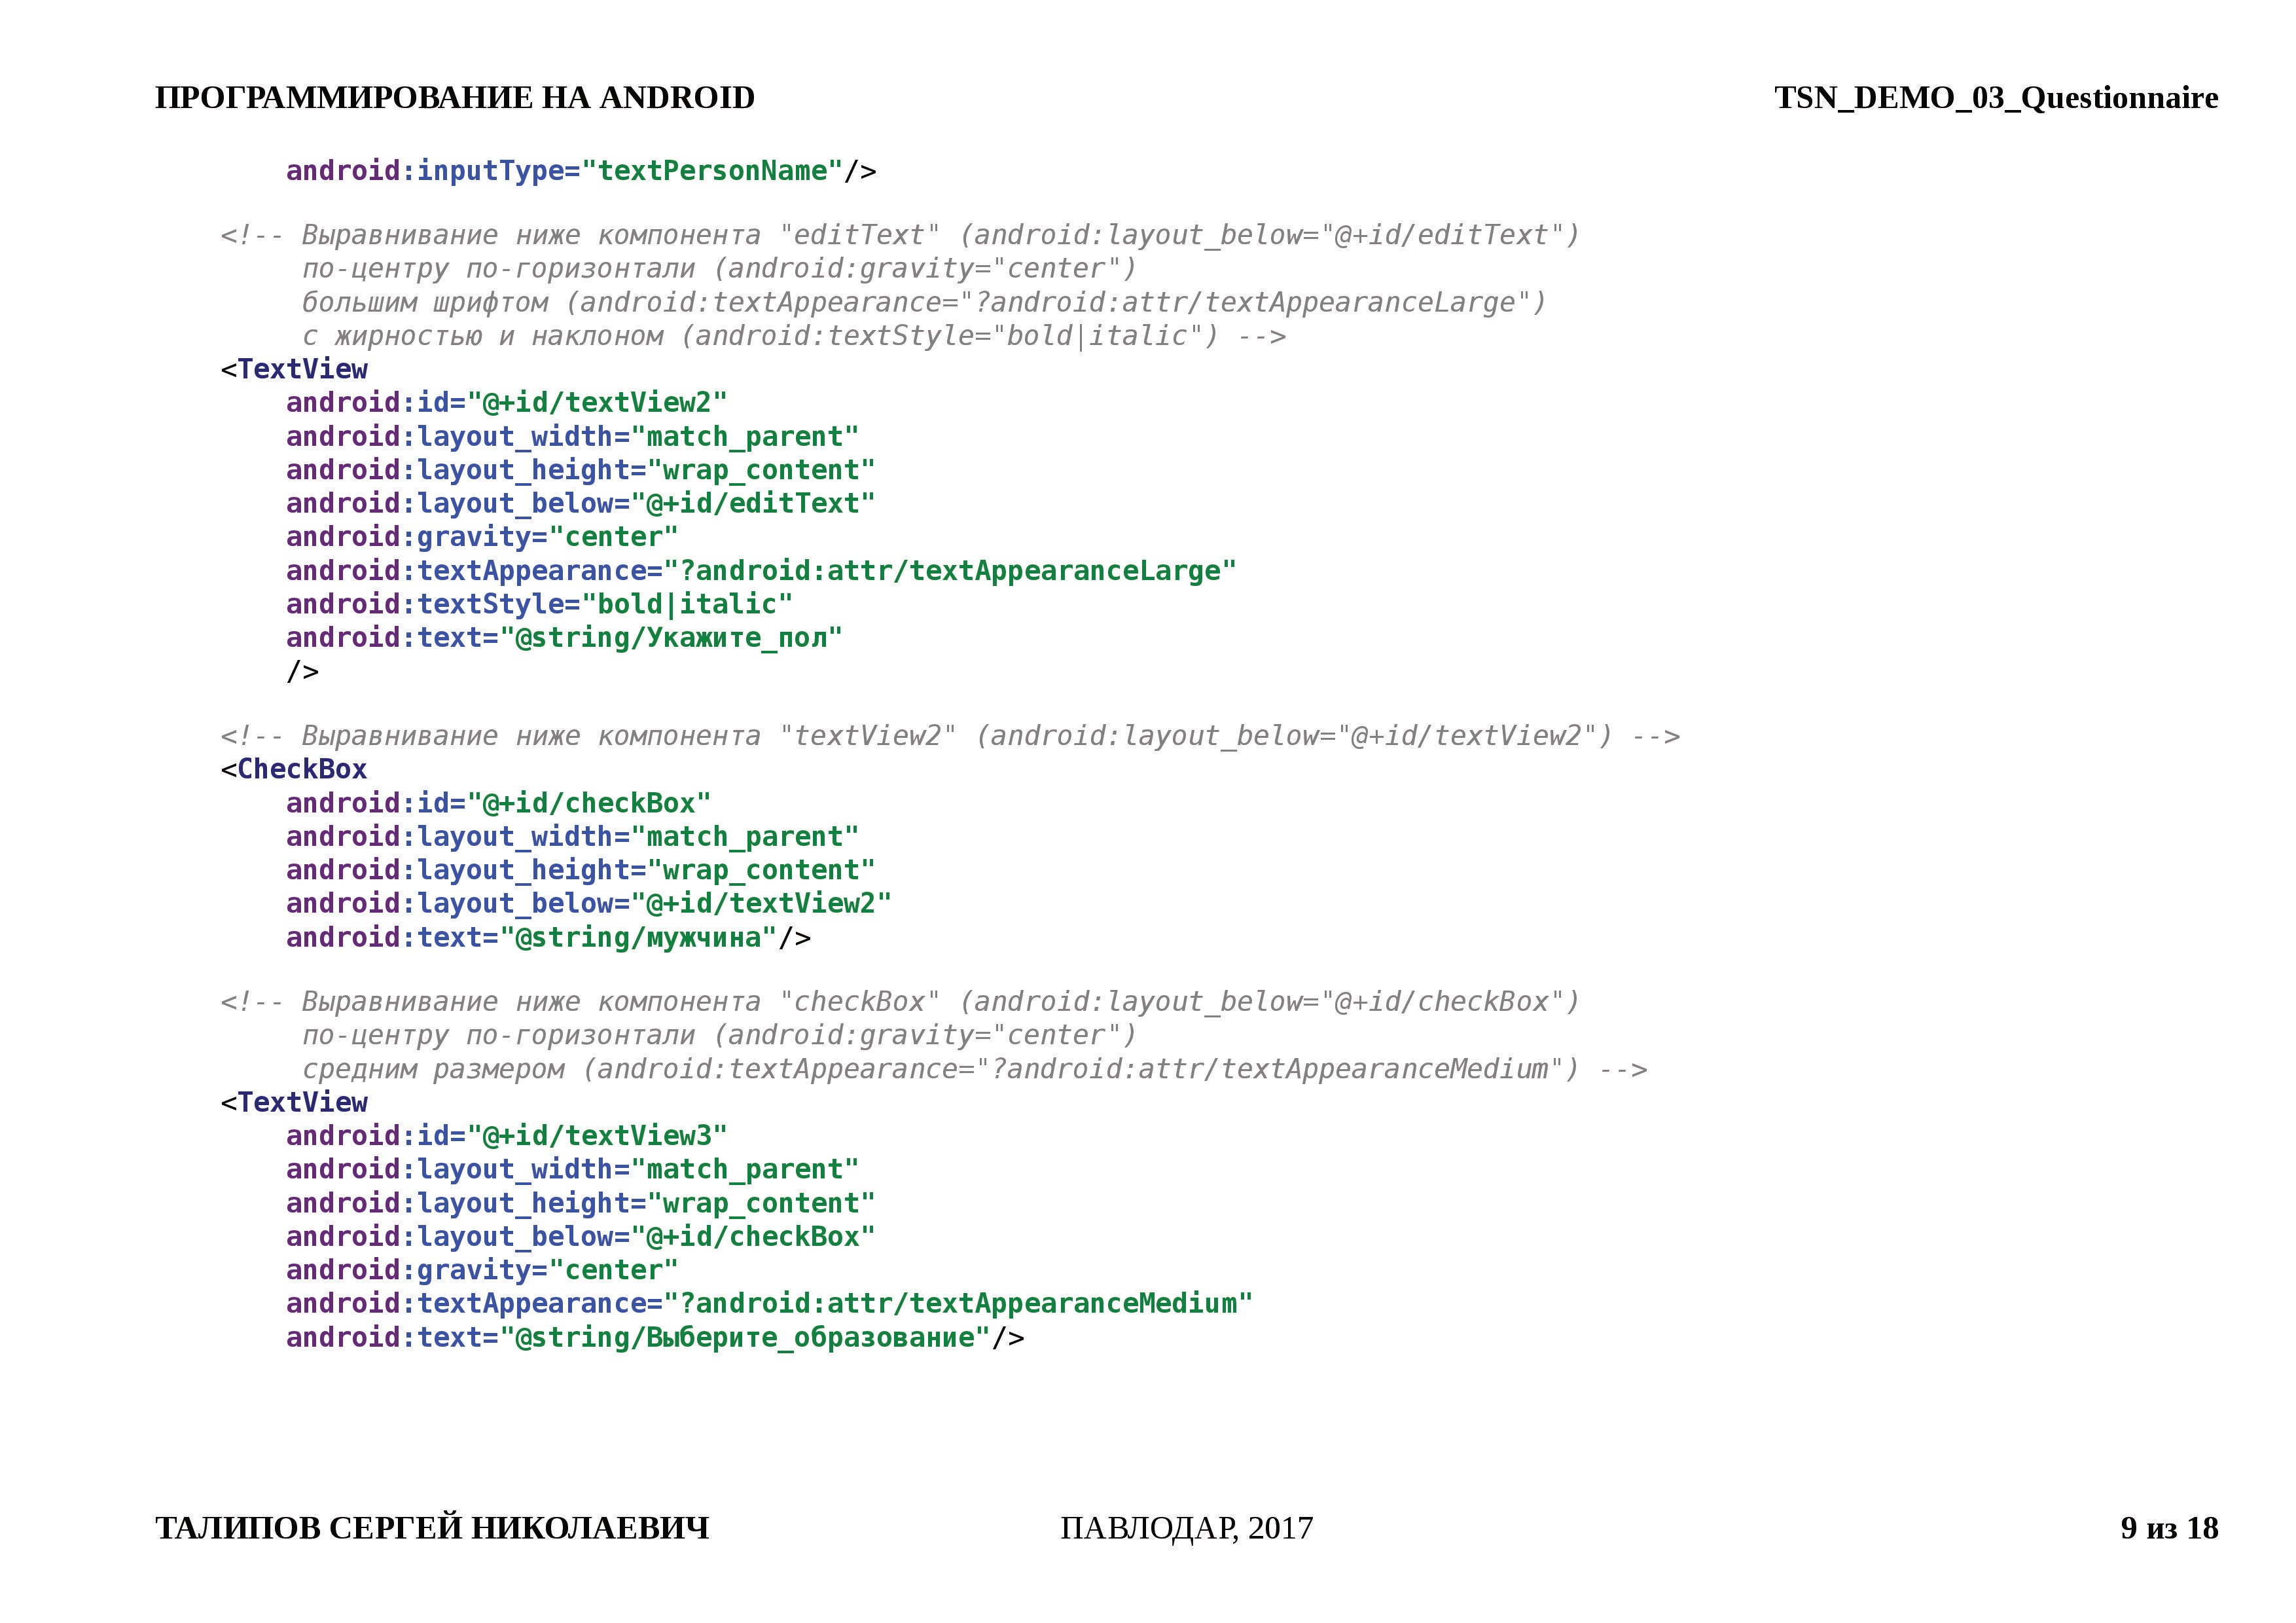 ПРОГРАММИРОВАНИЕ НА ANDROID TSN_DEMO_03_Questionnaire
android:inputType="textPersonName"/>
<!-- Выравнивание ниже компонента "editText" (android:layout_below="@+id/editText")
по-центру по-горизонтали (android:gravity="center")
большим шрифтом (android:textAppearance="?android:attr/textAppearanceLarge")
с жирностью и наклоном (android:textStyle="bold|italic") -->
<TextView
android:id="@+id/textView2"
android:layout_width="match_parent"
android:layout_height="wrap_content"
android:layout_below="@+id/editText"
android:gravity="center"
android:textAppearance="?android:attr/textAppearanceLarge"
android:textStyle="bold|italic"
android:text="@string/Укажите_пол"
/>
<!-- Выравнивание ниже компонента "textView2" (android:layout_below="@+id/textView2") -->
<CheckBox
android:id="@+id/checkBox"
android:layout_width="match_parent"
android:layout_height="wrap_content"
android:layout_below="@+id/textView2"
android:text="@string/мужчина"/>
<!-- Выравнивание ниже компонента "checkBox" (android:layout_below="@+id/checkBox")
по-центру по-горизонтали (android:gravity="center")
средним размером (android:textAppearance="?android:attr/textAppearanceMedium") -->
<TextView
android:id="@+id/textView3"
android:layout_width="match_parent"
android:layout_height="wrap_content"
android:layout_below="@+id/checkBox"
android:gravity="center"
android:textAppearance="?android:attr/textAppearanceMedium"
android:text="@string/Выберите_образование"/>
ТАЛИПОВ СЕРГЕЙ НИКОЛАЕВИЧ ПАВЛОДАР, 2017 9 из 18